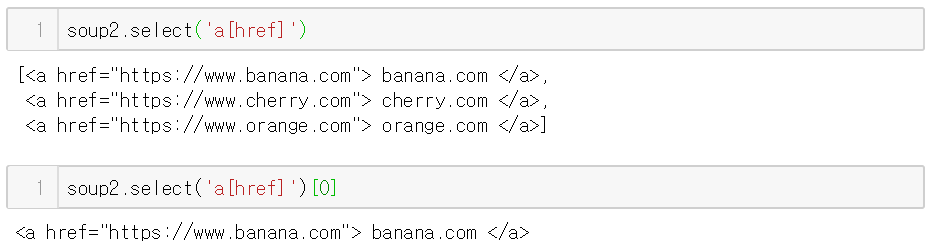 1 soup2.select('a[href]')
[<a href="https://www.banana.com"> banana.com </a>,
<a href="https://www.cherry.com"> cherry.com </a>,
<a href="https://www.orange.com"> orange.com </a>]
1 soup2.select('a[href]')[0]
<a href="https://www.banana.com"> banana.com </a>